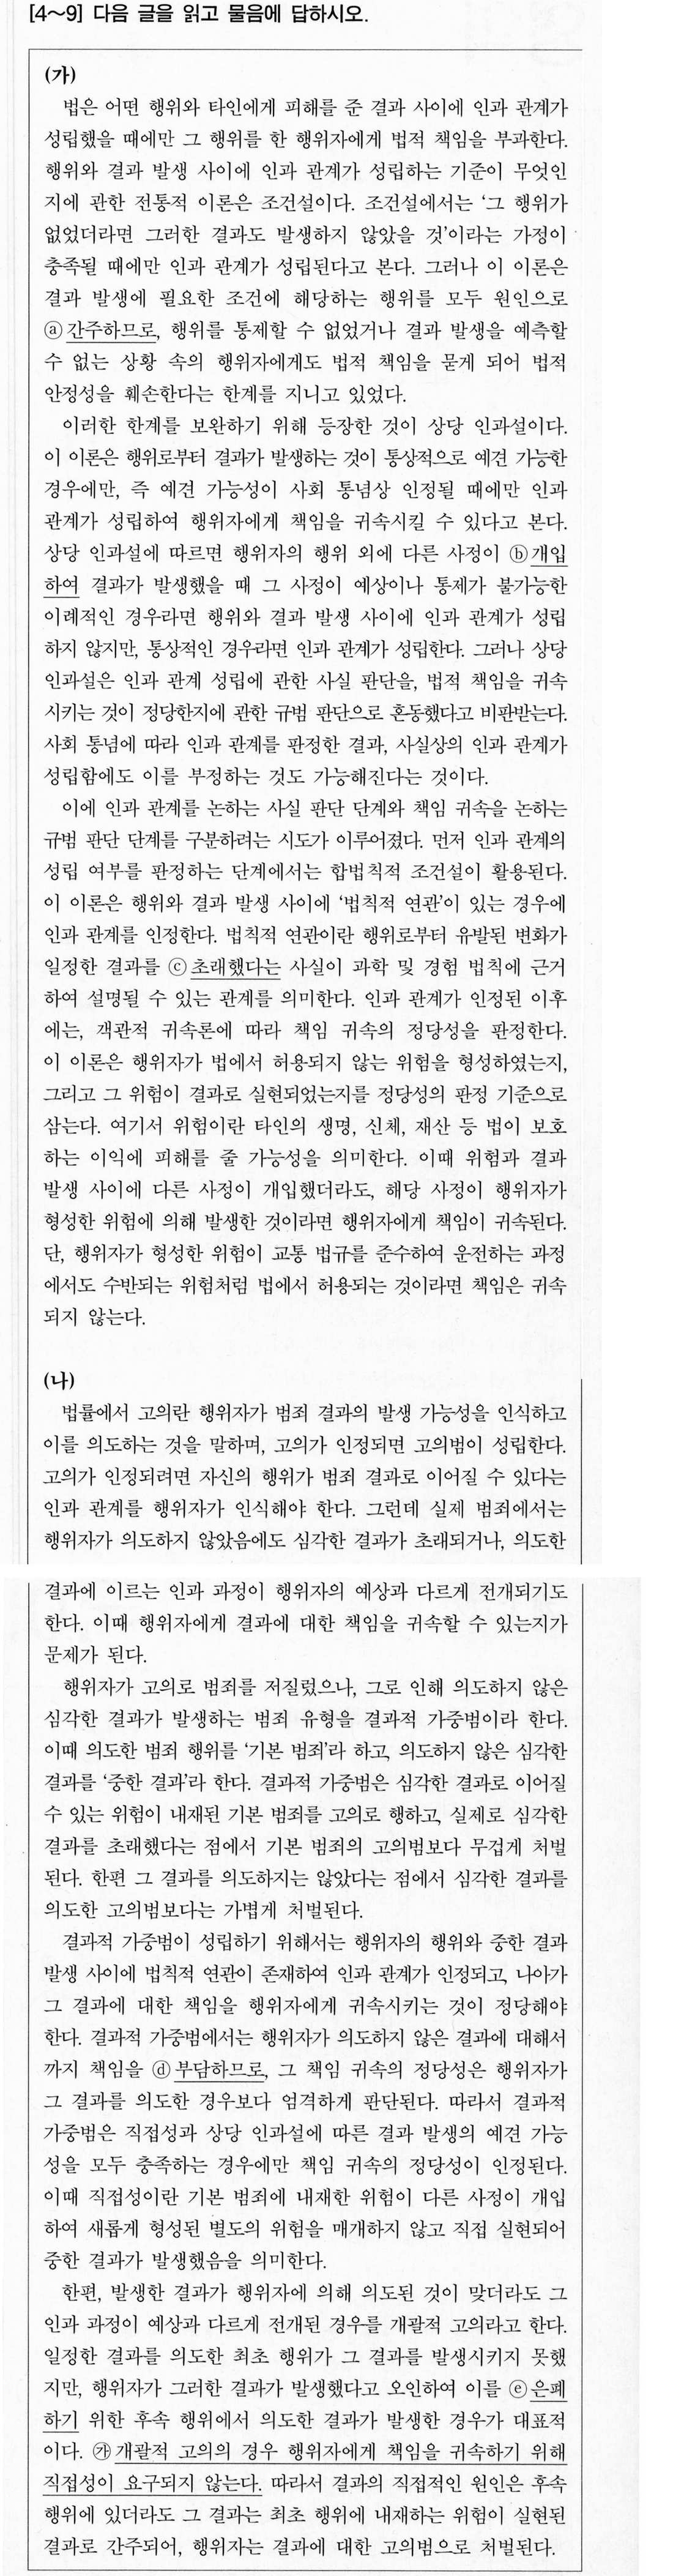 [4～9] 다음 글을 읽고 물음에 답하시오.
(가)
법은 어떤 행위와 타인에게 피해를 준 결과 사이에 인과 관계가
성립했을 때에만 그 행위를 한 행위자에게 법적 책임을 부과한다.
행위와 결과 발생 사이에 인과 관계가 성립하는 기준이 무엇인
지에 관한 전통적 이론은 조건설이다. 조건설에서는 ‘그 행위가
없었더라면 그러한 결과도 발생하지 않았을 것’이라는 가정이
충족될 때에만 인과 관계가 성립된다고 본다. 그러나 이 이론은
결과 발생에 필요한 조건에 해당하는 행위를 모두 원인으로
ⓐ 간주하므로, 행위를 통제할 수 없었거나 결과 발생을 예측할
수 없는 상황 속의 행위자에게도 법적 책임을 묻게 되어 법적
안정성을 훼손한다는 한계를 지니고 있었다.
이러한 한계를 보완하기 위해 등장한 것이 상당 인과설이다.
이 이론은 행위로부터 결과가 발생하는 것이 통상적으로 예견 가능한
경우에만, 즉 예견 가능성이 사회 통념상 인정될 때에만 인과
관계가 성립하여 행위자에게 책임을 귀속시킬 수 있다고 본다.
상당 인과설에 따르면 행위자의 행위 외에 다른 사정이 ⓑ 개입
하여 결과가 발생했을 때 그 사정이 예상이나 통제가 불가능한
이례적인 경우라면 행위와 결과 발생 사이에 인과 관계가 성립
하지 않지만, 통상적인 경우라면 인과 관계가 성립한다. 그러나 상당
인과설은 인과 관계 성립에 관한 사실 판단을, 법적 책임을 귀속
시키는 것이 정당한지에 관한 규범 판단으로 혼동했다고 비판받는다.
사회 통념에 따라 인과 관계를 판정한 결과, 사실상의 인과 관계가
성립함에도 이를 부정하는 것도 가능해진다는 것이다.
이에 인과 관계를 논하는 사실 판단 단계와 책임 귀속을 논하는
규범 판단 단계를 구분하려는 시도가 이루어졌다. 먼저 인과 관계의
성립 여부를 판정하는 단계에서는 합법칙적 조건설이 활용된다.
이 이론은 행위와 결과 발생 사이에 ‘법칙적 연관’이 있는 경우에
인과 관계를 인정한다. 법칙적 연관이란 행위로부터 유발된 변화가
일정한 결과를 ⓒ 초래했다는 사실이 과학 및 경험 법칙에 근거
하여 설명될 수 있는 관계를 의미한다. 인과 관계가 인정된 이후
에는, 객관적 귀속론에 따라 책임 귀속의 정당성을 판정한다.
이 이론은 행위자가 법에서 허용되지 않는 위험을 형성하였는지,
그리고 그 위험이 결과로 실현되었는지를 정당성의 판정 기준으로
삼는다. 여기서 위험이란 타인의 생명, 신체, 재산 등 법이 보호
하는 이익에 피해를 줄 가능성을 의미한다. 이때 위험과 결과
발생 사이에 다른 사정이 개입했더라도, 해당 사정이 행위자가
형성한 위험에 의해 발생한 것이라면 행위자에게 책임이 귀속된다.
단, 행위자가 형성한 위험이 교통 법규를 준수하여 운전하는 과정
에서도 수반되는 위험처럼 법에서 허용되는 것이라면 책임은 귀속
되지 않는다.
(나)
법률에서 고의란 행위자가 범죄 결과의 발생 가능성을 인식하고
이를 의도하는 것을 말하며, 고의가 인정되면 고의범이 성립한다.
고의가 인정되려면 자신의 행위가 범죄 결과로 이어질 수 있다는
인과 관계를 행위자가 인식해야 한다. 그런데 실제 범죄에서는
행위자가 의도하지 않았음에도 심각한 결과가 초래되거나, 의도한
결과에 이르는 인과 과정이 행위자의 예상과 다르게 전개되기도
한다. 이때 행위자에게 결과에 대한 책임을 귀속할 수 있는지가
문제가 된다.
행위자가 고의로 범죄를 저질렀으나, 그로 인해 의도하지 않은
심각한 결과가 발생하는 범죄 유형을 결과적 가중범이라 한다.
이때 의도한 범죄 행위를 ‘기본 범죄’라 하고, 의도하지 않은 심각한
결과를 ‘중한 결과’라 한다. 결과적 가중범은 심각한 결과로 이어질
수 있는 위험이 내재된 기본 범죄를 고의로 행하고, 실제로 심각한
결과를 초래했다는 점에서 기본 범죄의 고의범보다 무겁게 처벌
된다. 한편 그 결과를 의도하지는 않았다는 점에서 심각한 결과를
의도한 고의범보다는 가볍게 처벌된다.
결과적 가중범이 성립하기 위해서는 행위자의 행위와 중한 결과
발생 사이에 법칙적 연관이 존재하여 인과 관계가 인정되고, 나아가
그 결과에 대한 책임을 행위자에게 귀속시키는 것이 정당해야
한다. 결과적 가중범에서는 행위자가 의도하지 않은 결과에 대해서
까지 책임을 ⓓ 부담하므로, 그 책임 귀속의 정당성은 행위자가
그 결과를 의도한 경우보다 엄격하게 판단된다. 따라서 결과적
가중범은 직접성과 상당 인과설에 따른 결과 발생의 예견 가능
성을 모두 충족하는 경우에만 책임 귀속의 정당성이 인정된다.
이때 직접성이란 기본 범죄에 내재한 위험이 다른 사정이 개입
하여 새롭게 형성된 별도의 위험을 매개하지 않고 직접 실현되어
중한 결과가 발생했음을 의미한다.
한편, 발생한 결과가 행위자에 의해 의도된 것이 맞더라도 그
인과 과정이 예상과 다르게 전개된 경우를 개괄적 고의라고 한다.
일정한 결과를 의도한 최초 행위가 그 결과를 발생시키지 못했
지만, 행위자가 그러한 결과가 발생했다고 오인하여 이를 ⓔ 은폐
하기 위한 후속 행위에서 의도한 결과가 발생한 경우가 대표적
이다. ㉮ 개괄적 고의의 경우 행위자에게 책임을 귀속하기 위해
직접성이 요구되지 않는다. 따라서 결과의 직접적인 원인은 후속
행위에 있더라도 그 결과는 최초 행위에 내재하는 위험이 실현된
결과로 간주되어, 행위자는 결과에 대한 고의범으로 처벌된다.